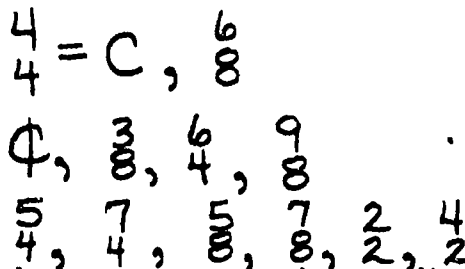 4/4 = C, 6/8
¢, 3/8, 6/4, 9/8
5/4, 7/4, 5/8, 7/8, 2/2, 4/2